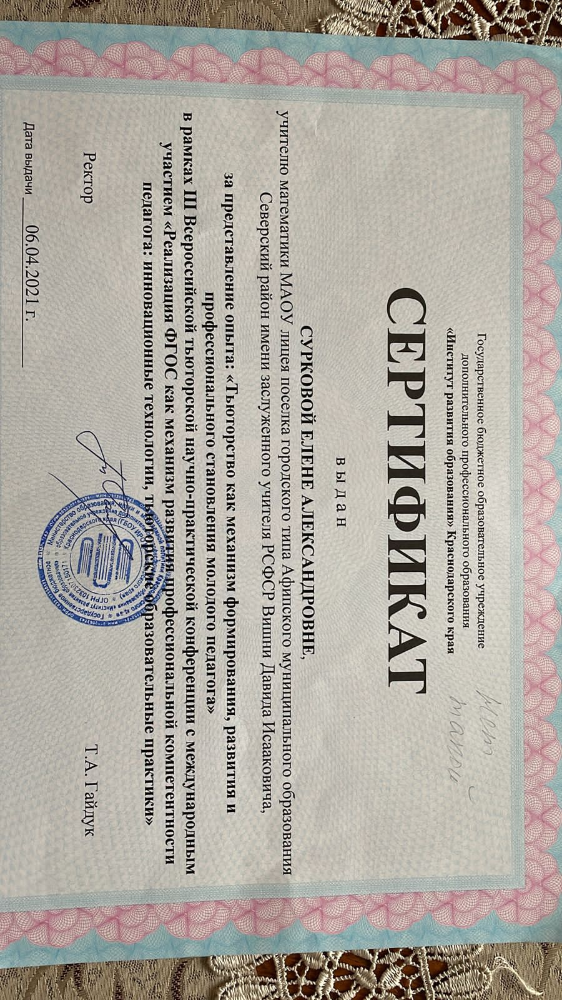 Государственное бюджетное образовательное учреждение
дополнительного профессионального образования
«Институт развития образования» Краснодарского края
СЕРТИФИКАТ
выдан
СУРКОВОЙ ЕЛЕНЕ АЛЕКСАНДРОВНЕ,
учителю математики МАОУ лицея поселка городского типа Афипского муниципального образования
Северский район имени заслуженного учителя РСФСР Вишни Давида Исааковича,
за представление опыта: «Тьюторство как механизм формирования, развития и
профессионального становления молодого педагога»
в рамках III Всероссийской тьюторской научно-практической конференции с международным
участием «Реализация ФГОС как механизм развития профессиональной компетентности
педагога: инновационные технологии, тьюторские образовательные практики»
Ректор Т.А. Гайдук
Дата выдачи 06.04.2021 г.